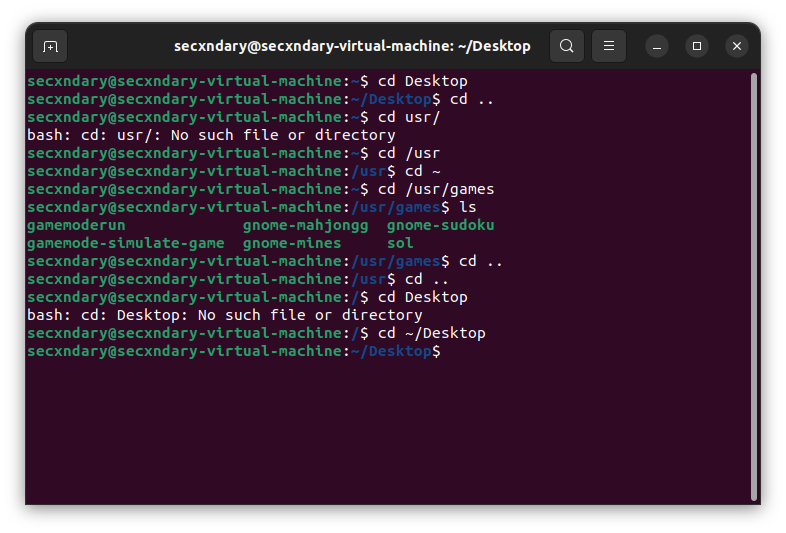 secxndary@secxndary-virtual-machine: ~/Desktop
secxndary@secxndary-virtual-machine:~$ cd Desktop
secxndary@secxndary-virtual-machine:~/Desktop$ cd ..
secxndary@secxndary-virtual-machine:~$ cd usr/
bash: cd: usr/: No such file or directory
secxndary@secxndary-virtual-machine:~$ cd /usr
secxndary@secxndary-virtual-machine:/usr$ cd ~
secxndary@secxndary-virtual-machine:~$ cd /usr/games
secxndary@secxndary-virtual-machine:/usr/games$ ls
gamemoderun             gnome-mahjongg  gnome-sudoku
gamemode-simulate-game  gnome-mines     sol
secxndary@secxndary-virtual-machine:/usr/games$ cd ..
secxndary@secxndary-virtual-machine:/usr$ cd ..
secxndary@secxndary-virtual-machine:/$ cd Desktop
bash: cd: Desktop: No such file or directory
secxndary@secxndary-virtual-machine:/$ cd ~/Desktop
secxndary@secxndary-virtual-machine:~/Desktop$